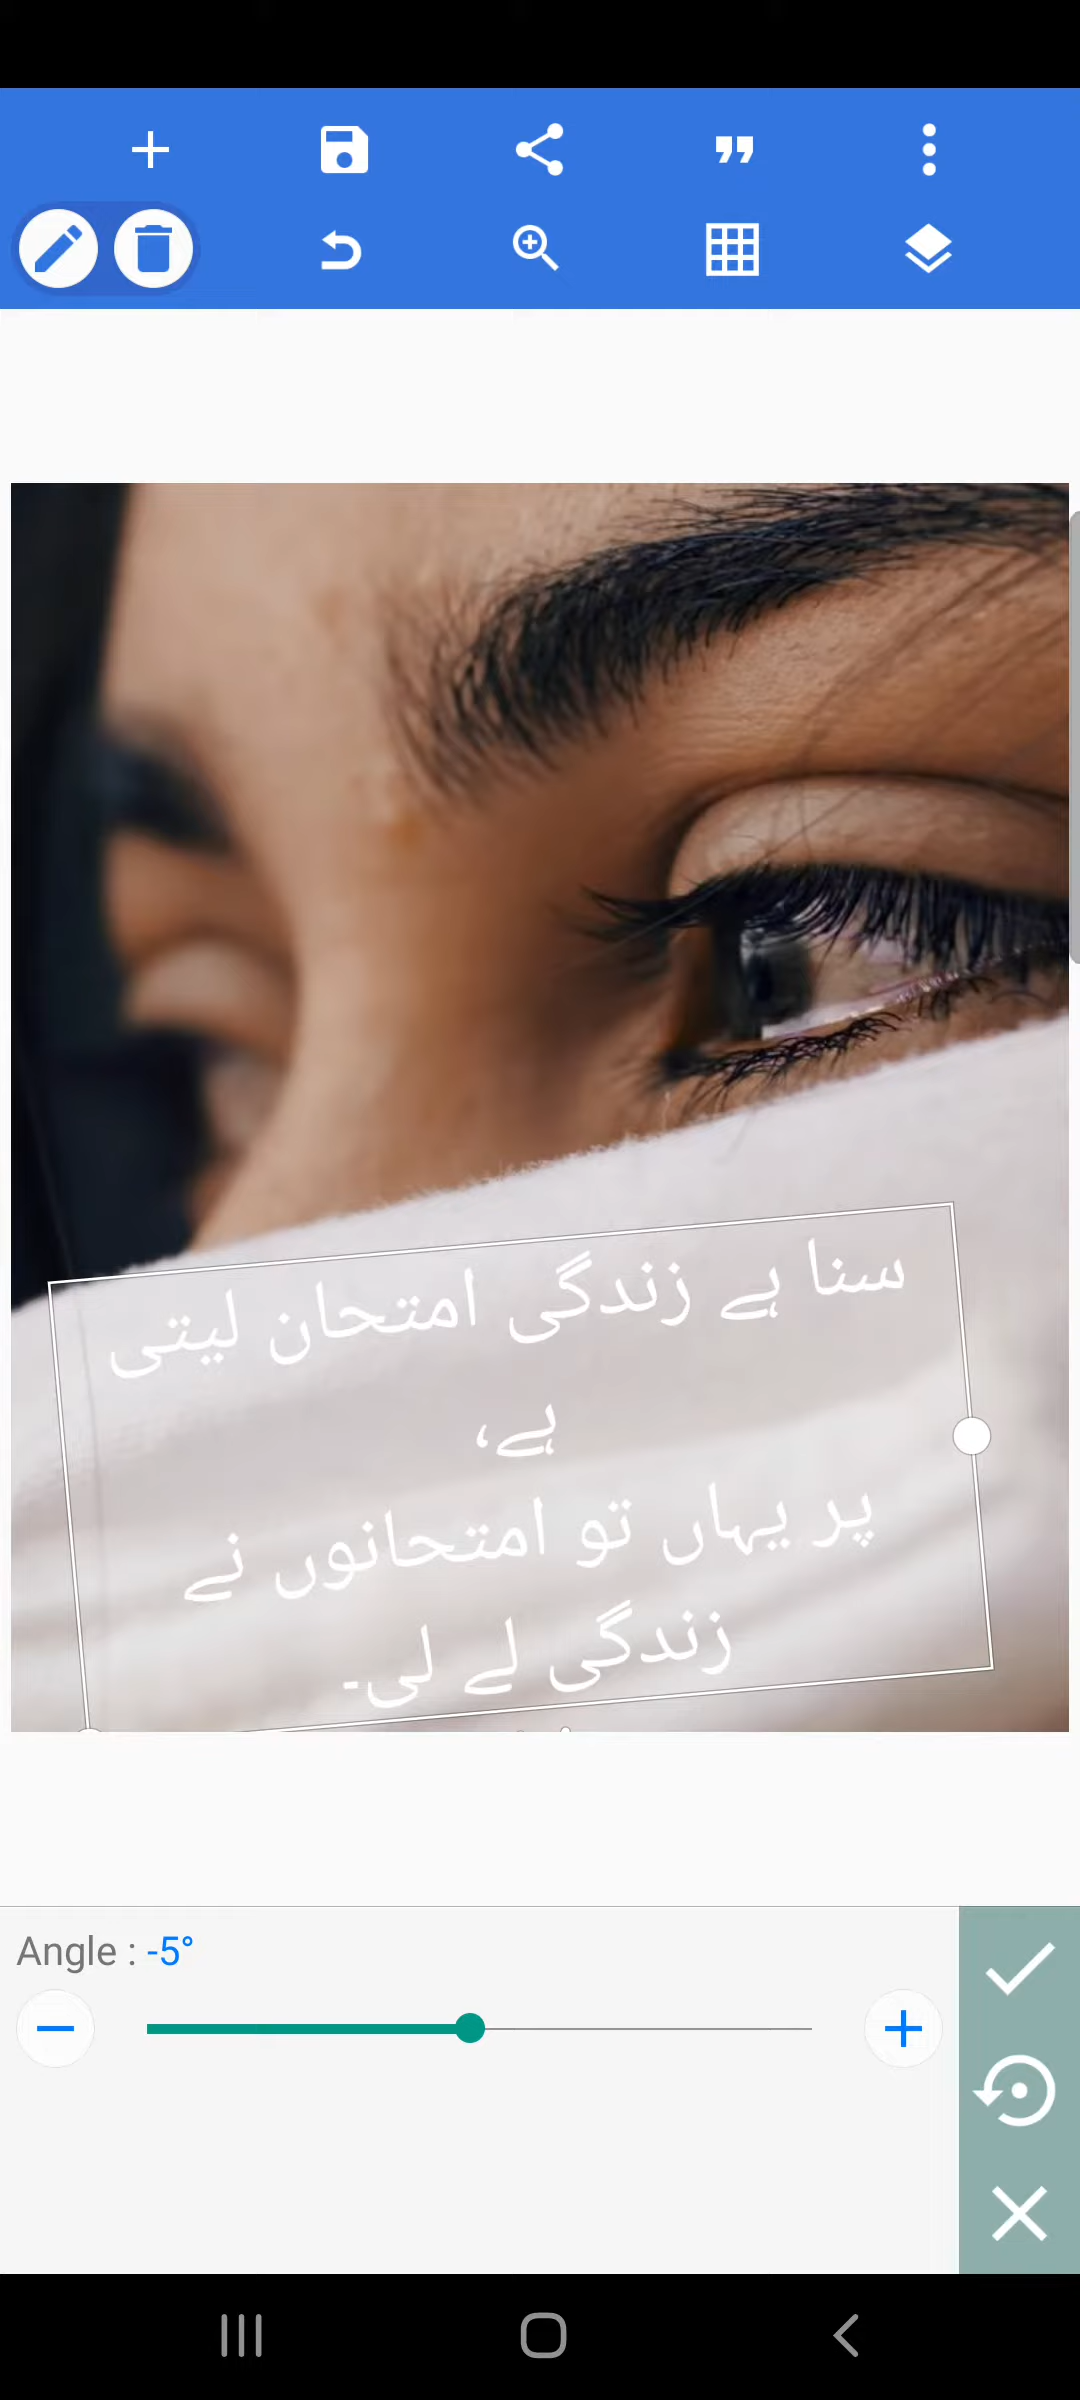 سنا ہے زندگی امتحان لیتی
ہے،
پر یہاں تو امتحانوں نے
زندگی لے لی۔
Angle : -5°